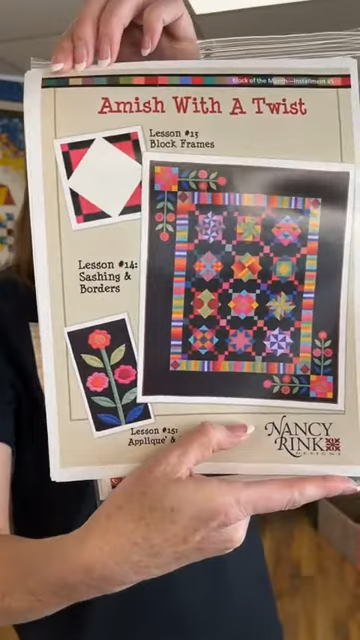 Block of the Month—Installment #5
Amish With A Twist
Lesson #13
Block Frames
Lesson #14:
Sashing &
Borders
Lesson #15:
Applique' &
NANCY
RINK
DESIGNS